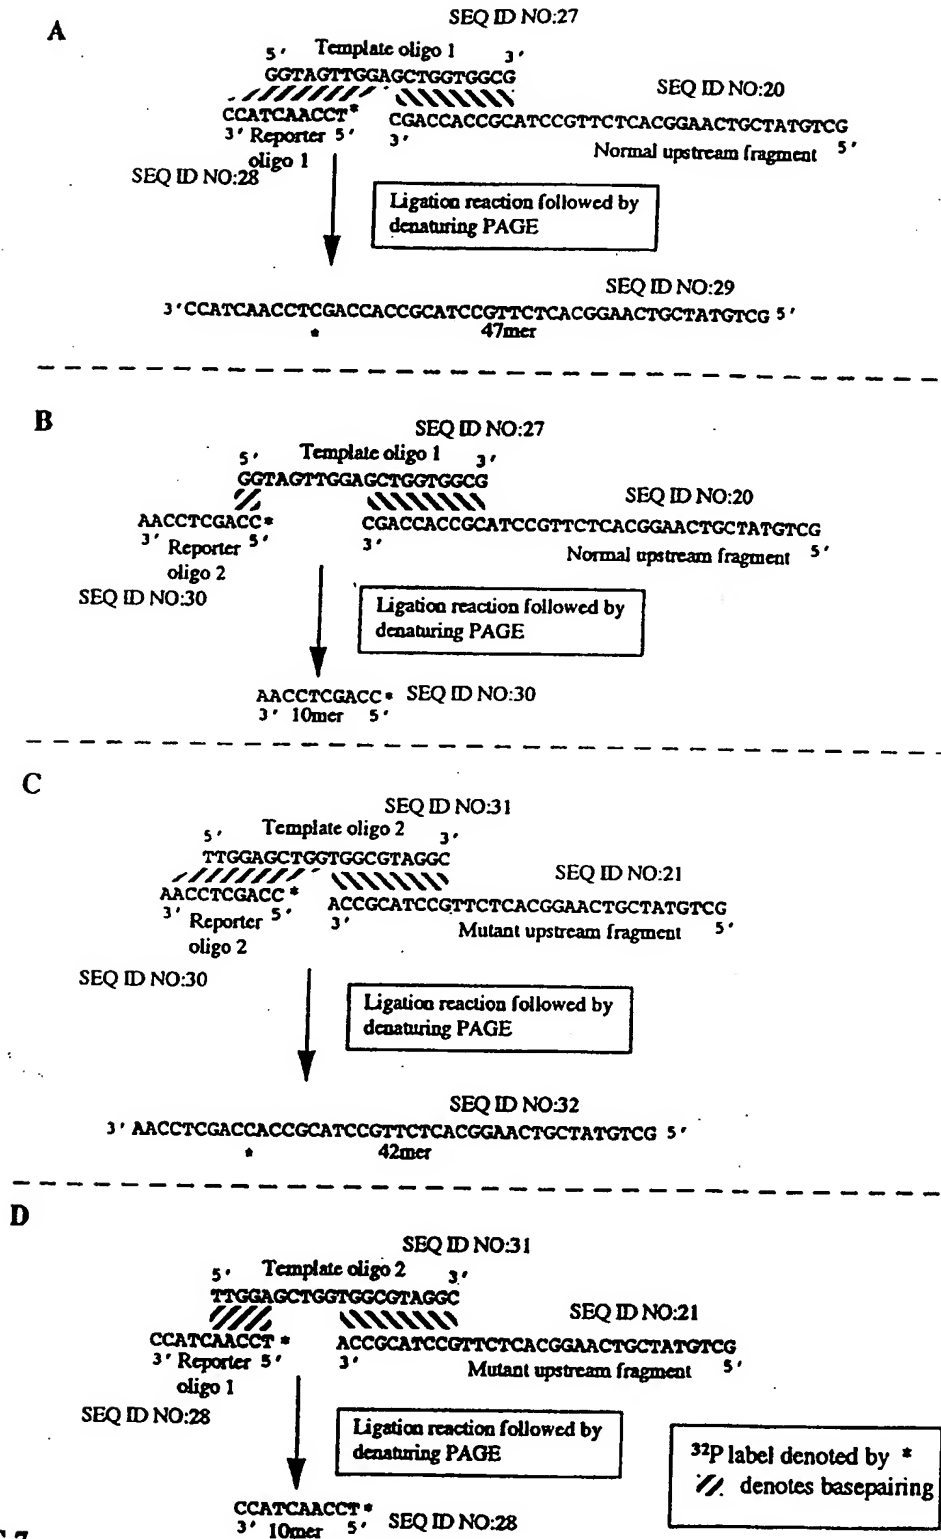 A
SEQ ID NO:27
5' Template oligo 1 3'
GGTAGTTGGAGCTGGTGGCG
SEQ ID NO:20
CCATCAACCT* CGACCACCGCATCCGTTCTCACGGAACTGCTATGTCG
3' Reporter 5' 3' Normal upstream fragment 5'
oligo 1
SEQ ID NO:28
Ligation reaction followed by
denaturing PAGE
SEQ ID NO:29
3'CCATCAACCTCGACCACCGCATCCGTTCTCACGGAACTGCTATGTCG 5'
* 47mer
B
SEQ ID NO:27
5' Template oligo 1 3'
GGTAGTTGGAGCTGGTGGCG
SEQ ID NO:20
AACCTCGACC* CGACCACCGCATCCGTTCTCACGGAACTGCTATGTCG
3' Reporter 5' 3' Normal upstream fragment 5'
oligo 2
SEQ ID NO:30
Ligation reaction followed by
denaturing PAGE
AACCTCGACC* SEQ ID NO:30
3' 10mer 5'
C
SEQ ID NO:31
5' Template oligo 2 3'
TTGGAGCTGGTGGCGTAGGC
SEQ ID NO:21
AACCTCGACC * ACCGCATCCGTTCTCACGGAACTGCTATGTCG
3' Reporter 5' 3' Mutant upstream fragment 5'
oligo 2
SEQ ID NO:30
Ligation reaction followed by
denaturing PAGE
SEQ ID NO:32
3' AACCTCGACCACCGCATCCGTTCTCACGGAACTGCTATGTCG 5'
* 42mer
D
SEQ ID NO:31
5' Template oligo 2 3'
TTGGAGCTGGTGGCGTAGGC
SEQ ID NO:21
CCATCAACCT * ACCGCATCCGTTCTCACGGAACTGCTATGTCG
3' Reporter 5' 3' Mutant upstream fragment 5'
oligo 1
SEQ ID NO:28
Ligation reaction followed by
denaturing PAGE
32P label denoted by *
denotes basepairing
CCATCAACCT* SEQ ID NO:28
3' 10mer 5'